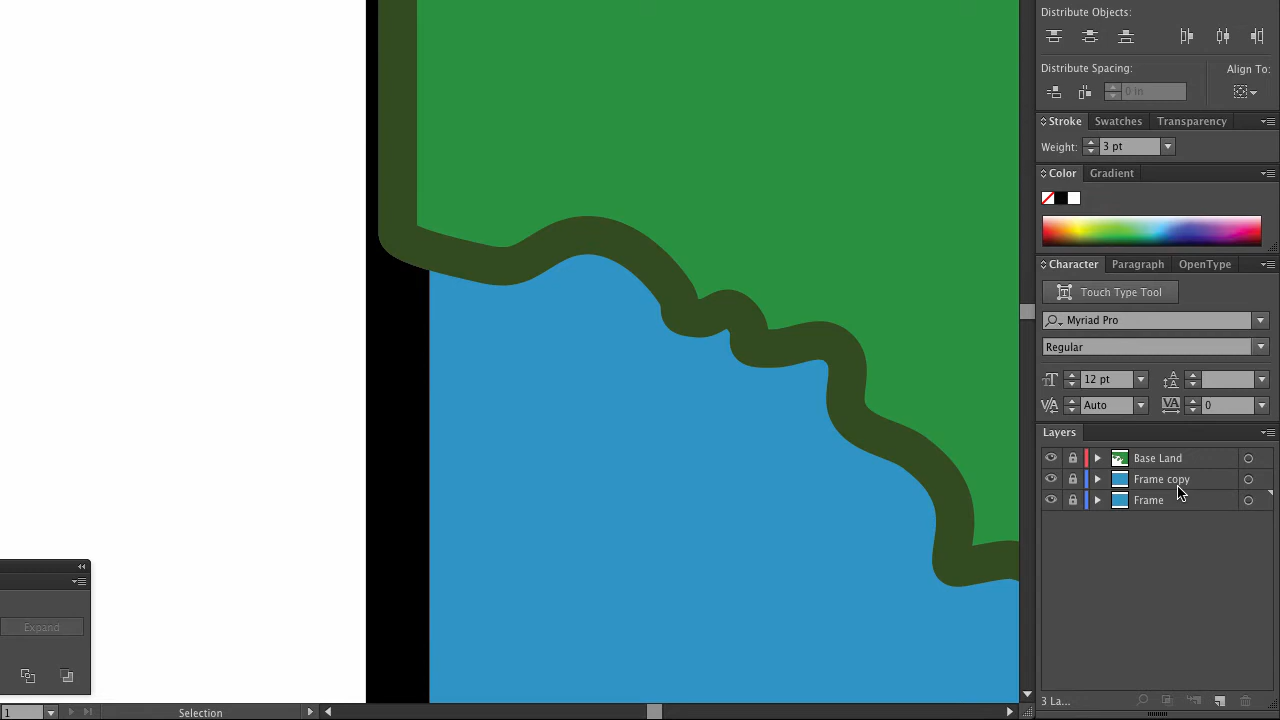 Distribute Objects:
Distribute Spacing:
Align To:
0 in
Stroke Swatches Transparency
Weight: 3 pt
Color Gradient
Character Paragraph OpenType
Touch Type Tool
Myriad Pro
Regular
12 pt
Auto 0
Layers
Base Land
Frame copy
Frame
Expand
3 La...
1 Selection